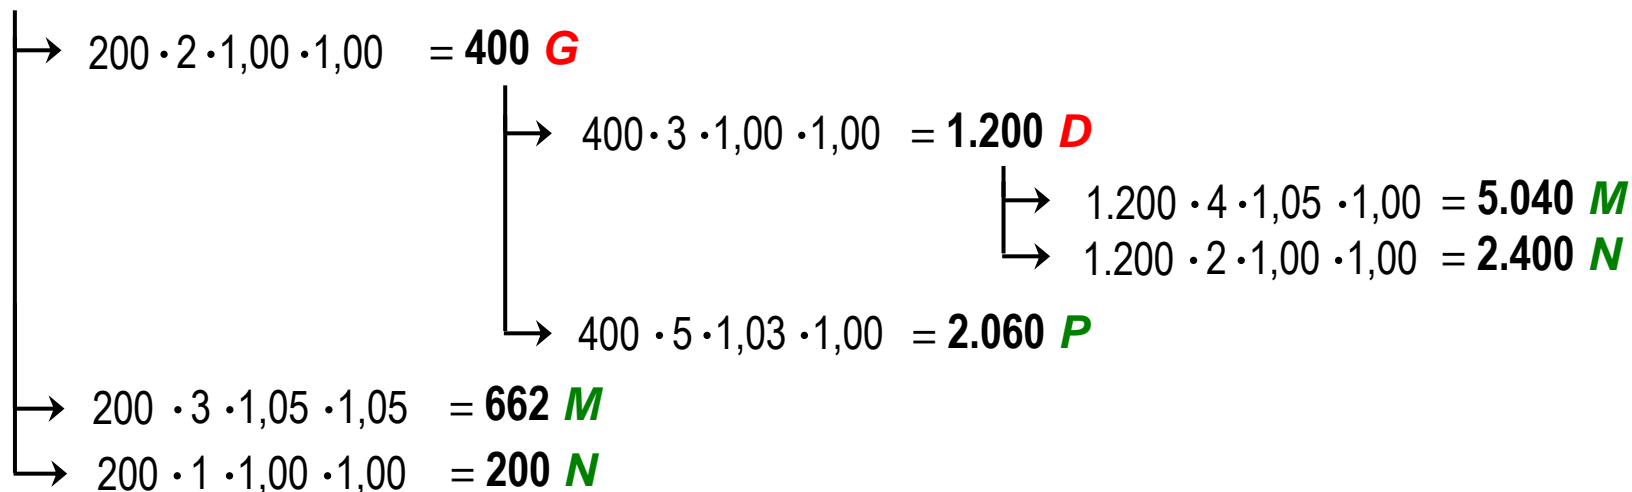 200 · 2 · 1,00 · 1,00 = 400 G
400 · 3 · 1,00 · 1,00 = 1.200 D
1.200 · 4 · 1,05 · 1,00 = 5.040 M
1.200 · 2 · 1,00 · 1,00 = 2.400 N
400 · 5 · 1,03 · 1,00 = 2.060 P
200 · 3 · 1,05 · 1,05 = 662 M
200 · 1 · 1,00 · 1,00 = 200 N